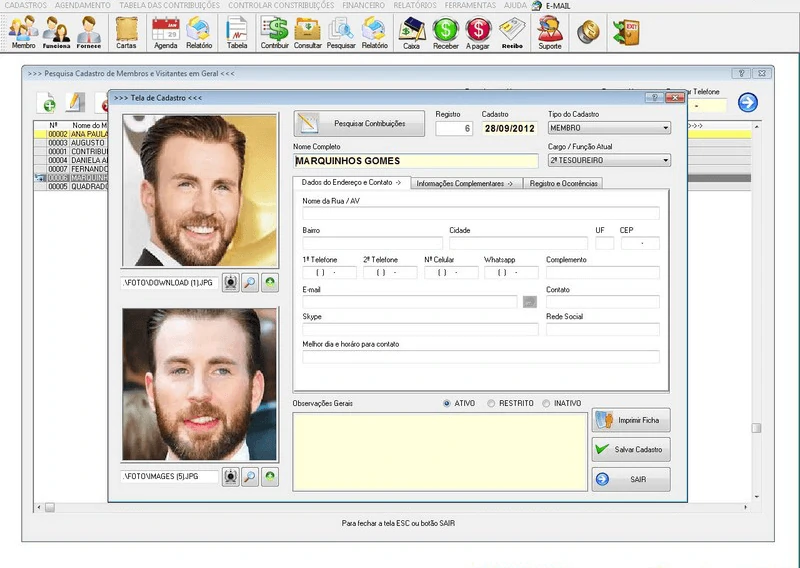 CADASTROS AGENDAMENTO TABELA DAS CONTRIBUIÇÕES CONTROLAR CONSTRIBUIÇÕES FINANCEIRO RELATÓRIOS FERRAMENTAS AJUDA E-MAIL
Membro Funciona Fornece Cartas Agenda Relatório Tabela Contribuir Consultar Pesquisar Relatório Caixa Receber A pagar Recibo Suporte EXIT
>>> Pesquisa Cadastro de Membros e Visitantes em Geral <<<
Telefone
>>> Tela de Cadastro <<<
Nº Nome do M
00002 ANA PAULA
00003 AUGUSTO
00001 CONTRIBU
00004 DANIELA AL
00007 FERNANDO
00006 MARQUINH
00005 QUADRADO
Pesquisar Contribuições
Registro Cadastro Tipo do Cadastro
6 28/09/2012 MEMBRO
Nome Completo Cargo / Função Atual
MARQUINHOS GOMES 2º TESOUREIRO
Dados do Endereço e Contato -> Informações Complementares -> Registro e Ocorrências
Nome da Rua / AV
Bairro Cidade UF CEP
-
1º Telefone 2º Telefone Nº Celular Whatsapp Complemento
( ) - ( ) - ( ) - ( ) -
E-mail Contato
Skype Rede Social
Melhor dia e horáro para contato
.\FOTO\DOWNLOAD (1).JPG
.\FOTO\IMAGES (5).JPG
Observações Gerais ATIVO RESTRITO INATIVO
Imprimir Ficha
Salvar Cadastro
SAIR
Para fechar a tela ESC ou botão SAIR